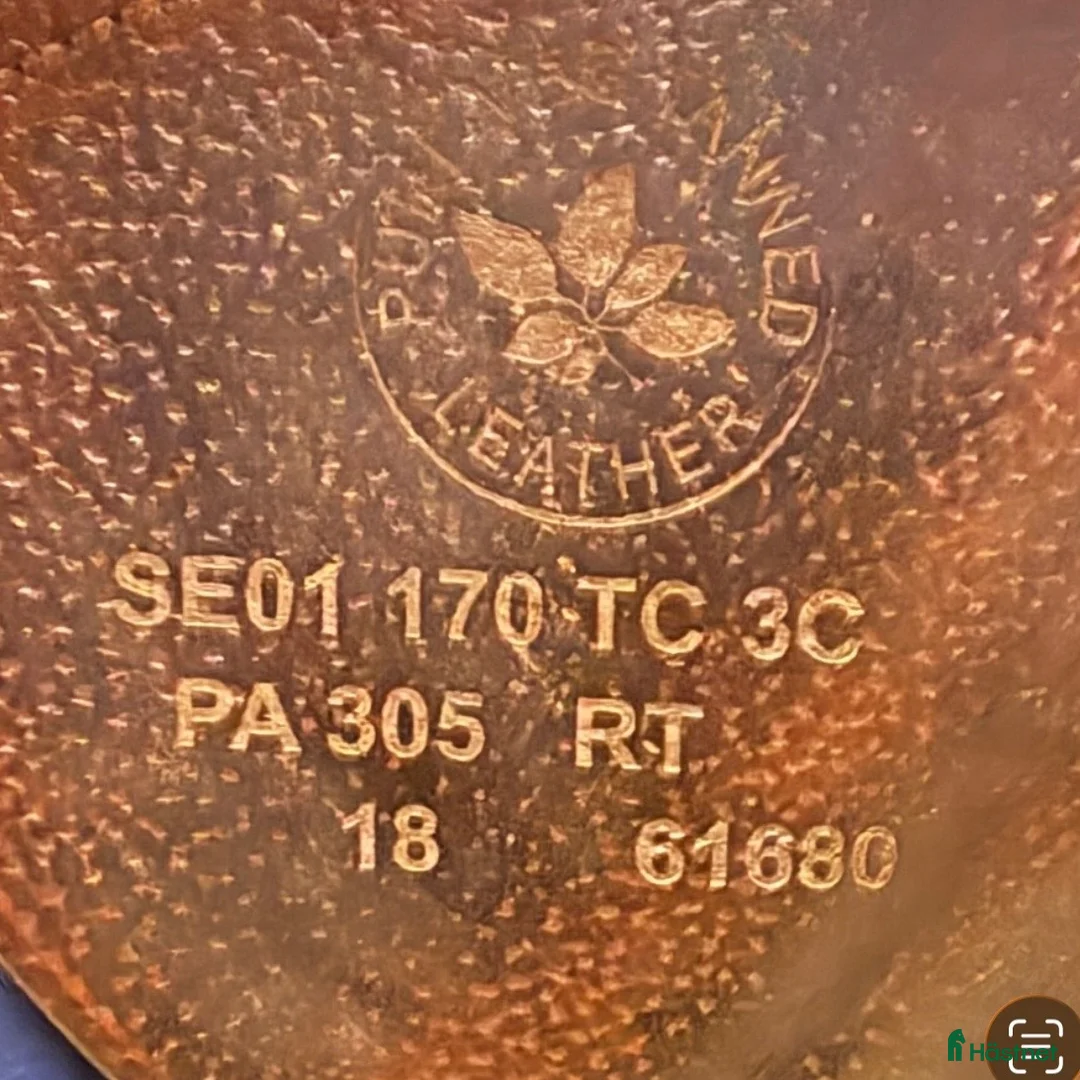 LEATHER
SE01 170 TC 3C
PA 305 RT
18 61680